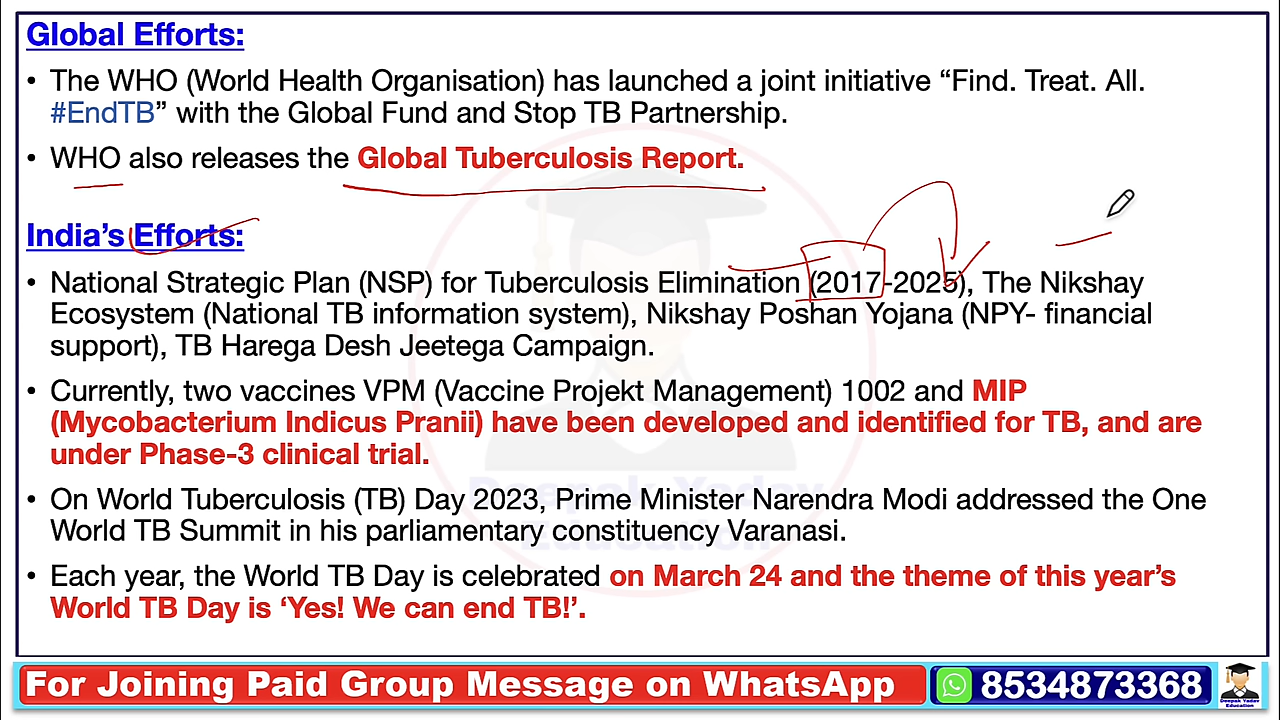 Global Efforts:
• The WHO (World Health Organisation) has launched a joint initiative “Find. Treat. All.
#EndTB” with the Global Fund and Stop TB Partnership.
• WHO also releases the Global Tuberculosis Report.
India’s Efforts:
• National Strategic Plan (NSP) for Tuberculosis Elimination (2017-2025), The Nikshay
Ecosystem (National TB information system), Nikshay Poshan Yojana (NPY- financial
support), TB Harega Desh Jeetega Campaign.
• Currently, two vaccines VPM (Vaccine Projekt Management) 1002 and MIP
(Mycobacterium Indicus Pranii) have been developed and identified for TB, and are
under Phase-3 clinical trial.
• On World Tuberculosis (TB) Day 2023, Prime Minister Narendra Modi addressed the One
World TB Summit in his parliamentary constituency Varanasi.
• Each year, the World TB Day is celebrated on March 24 and the theme of this year’s
World TB Day is ‘Yes! We can end TB!’.
Deepak Yadav
Education
For Joining Paid Group Message on WhatsApp
8534873368
Deepak Yadav
Education